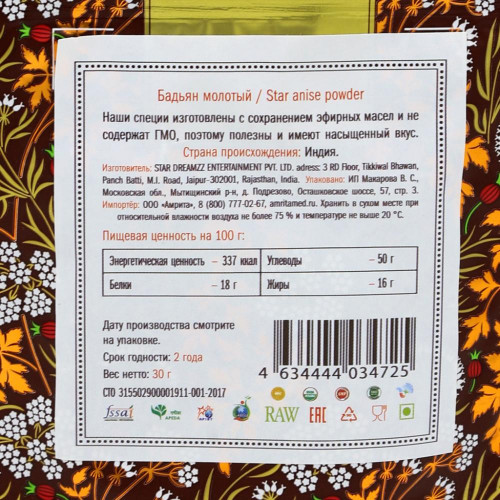 Бадьян молотый / Star anise powder
Наши специи изготовлены с сохранением эфирных масел и не
содержат ГМО, поэтому полезны и имеют насыщенный вкус.
Страна происхождения: Индия.
Изготовитель: STAR DREAMZZ ENTERTAINMENT PVT. LTD. adress: 3 RD Floor, Tikkiwal Bhawan,
Panch Batti, M.I. Road, Jaipur-302001, Rajasthan, India. Упаковано: ИП Макарова В. С.,
Московская обл., Мытищинский р-н, д. Подрезово, Осташковское шоссе, 57, стр. 3.
Импортёр: ООО «Амрита», 8 (800) 777-02-67, amritamed.ru. Хранить в сухом месте при
относительной влажности воздуха не более 75 % и температуре не выше 20 °C.
Пищевая ценность на 100 г:
Энергетическая ценность – 337 ккал
Углеводы – 50 г
Белки – 18 г
Жиры – 16 г
Дату производства смотрите
на упаковке.
Срок годности: 2 года
Вес нетто: 30 г
СТО 315502900001911-001-2017
4 634444 034725
fssai
APEDA
RAW
EAC